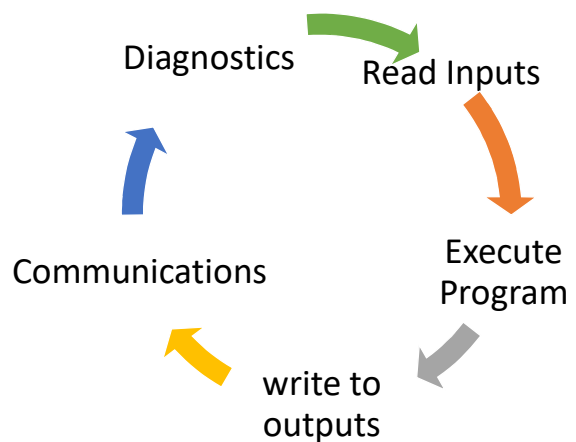 Diagnostics
Read Inputs
Execute
Program
write to
outputs
Communications